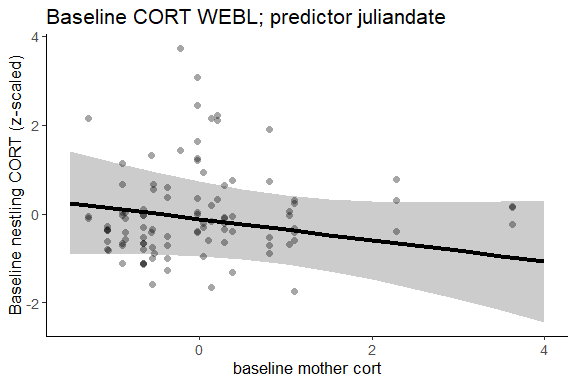 Baseline CORT WEBL; predictor juliandate
Baseline nestling CORT (z-scaled)
4
2
0
-2
0
2
4
baseline mother cort